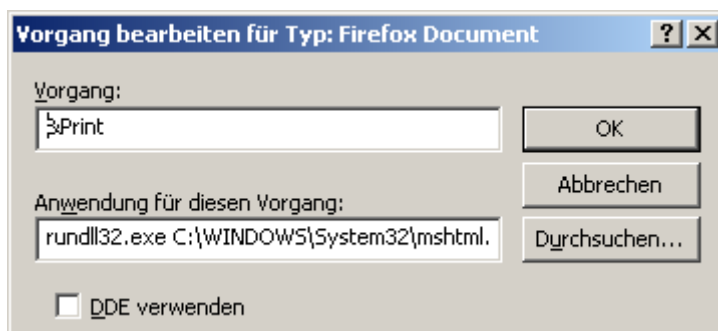 Vorgang bearbeiten für Typ: Firefox Document
Vorgang:
&Print
OK
Abbrechen
Anwendung für diesen Vorgang:
rundll32.exe C:\WINDOWS\System32\mshtml.
Durchsuchen...
DDE verwenden